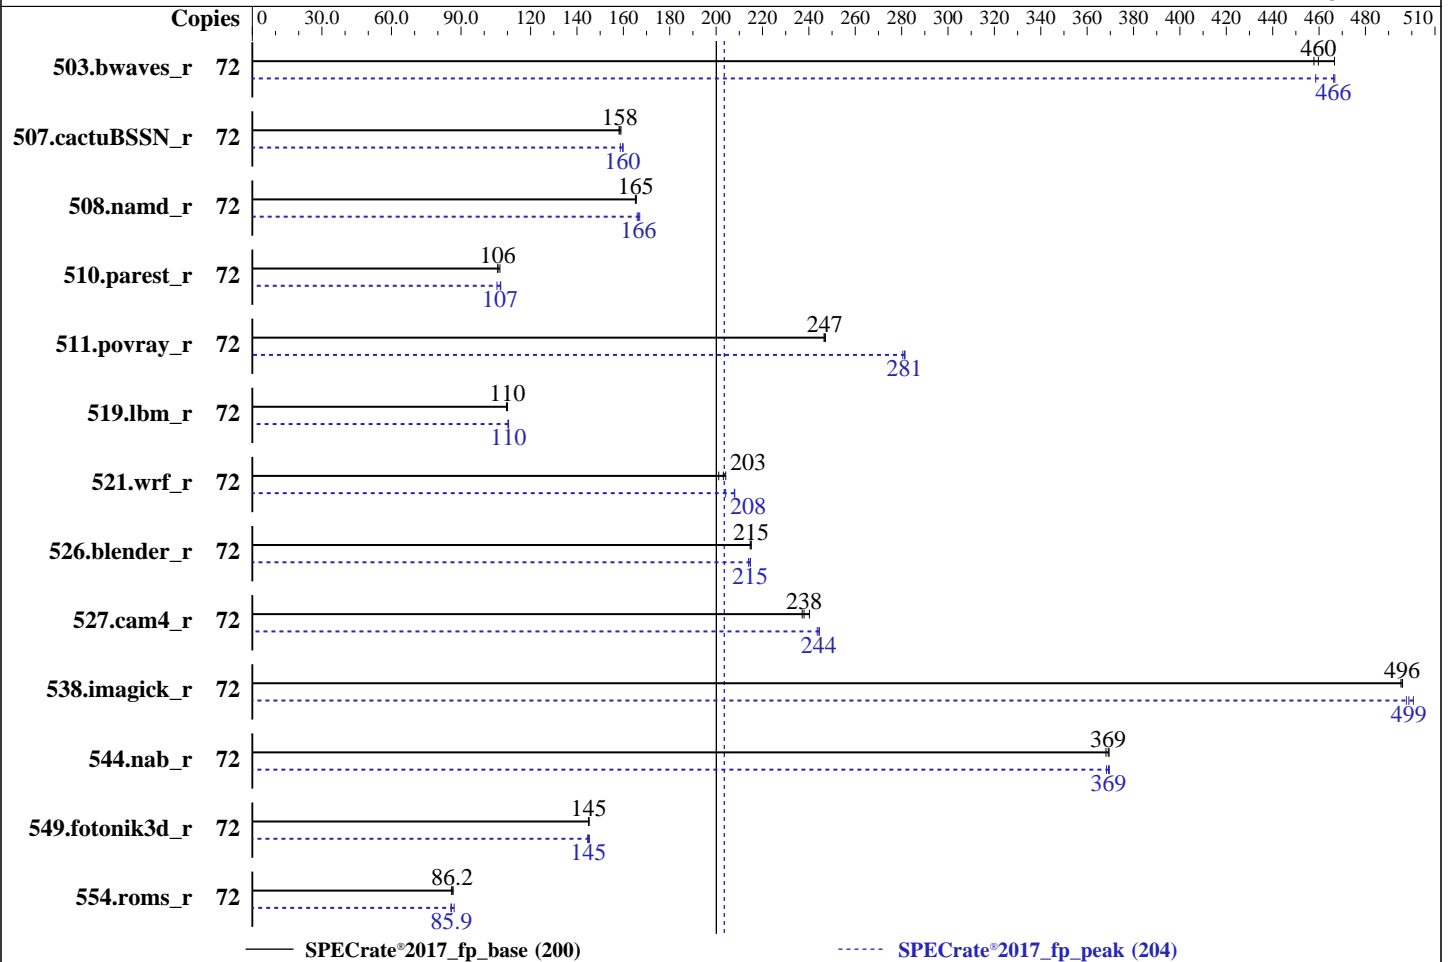 Copies 0 30.0 60.0 90.0 120 140 160 180 200 220 240 260 280 300 320 340 360 380 400 420 440 460 480 510
503.bwaves_r 72 460
466
507.cactuBSSN_r 72 158
160
508.namd_r 72 165
166
510.parest_r 72 106
107
511.povray_r 72 247
281
519.lbm_r 72 110
110
521.wrf_r 72 203
208
526.blender_r 72 215
215
527.cam4_r 72 238
244
538.imagick_r 72 496
499
544.nab_r 72 369
369
549.fotonik3d_r 72 145
145
554.roms_r 72 86.2
85.9
SPECrate®2017_fp_base (200) SPECrate®2017_fp_peak (204)